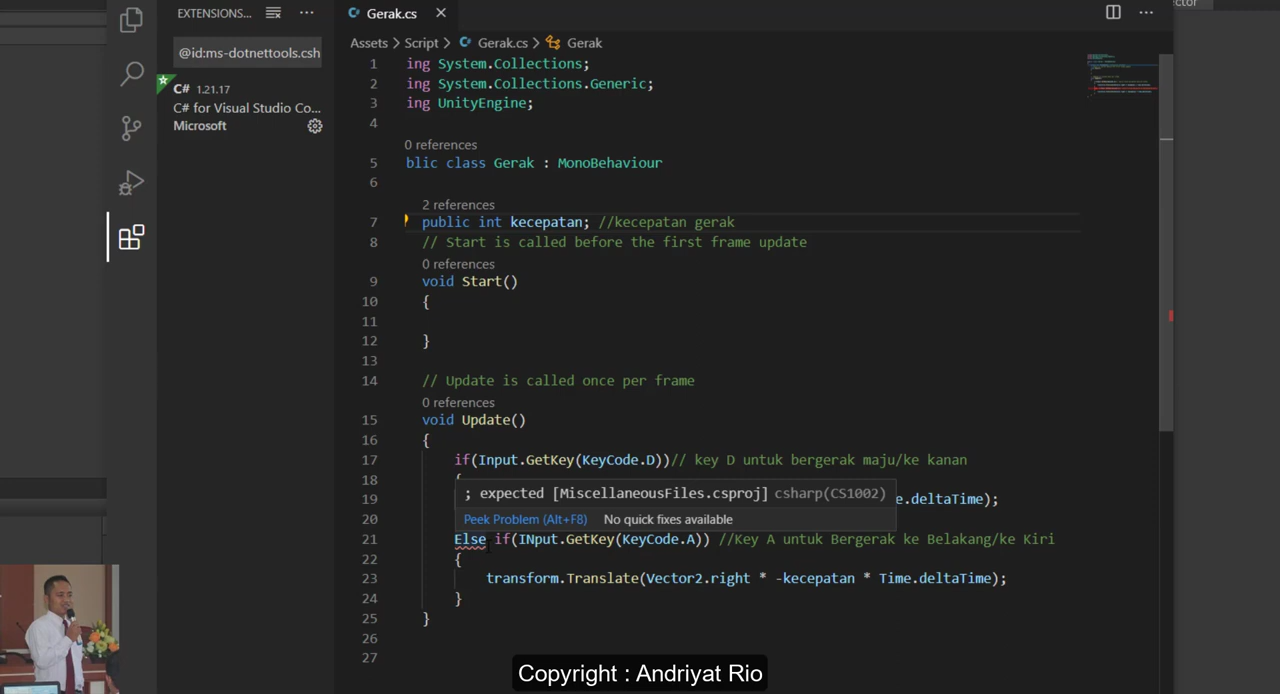 ector
EXTENSIONS...
Gerak.cs
@id:ms-dotnettools.csh
C# 1.21.17
C# for Visual Studio Co...
Microsoft
Assets > Script > Gerak.cs > Gerak
1 ing System.Collections;
2 ing System.Collections.Generic;
3 ing UnityEngine;
4
0 references
5 blic class Gerak : MonoBehaviour
6
2 references
7 public int kecepatan; //kecepatan gerak
8 // Start is called before the first frame update
0 references
9 void Start()
10 {
11
12 }
13
14 // Update is called once per frame
0 references
15 void Update()
16 {
17 if(Input.GetKey(KeyCode.D))// key D untuk bergerak maju/ke kanan
18 {
; expected [MiscellaneousFiles.csproj] csharp(CS1002)
19 e.deltaTime);
Peek Problem (Alt+F8) No quick fixes available
20
21 Else if(INput.GetKey(KeyCode.A)) //Key A untuk Bergerak ke Belakang/ke Kiri
22 {
23 transform.Translate(Vector2.right * -kecepatan * Time.deltaTime);
24 }
25 }
26
27
Copyright : Andriyat Rio